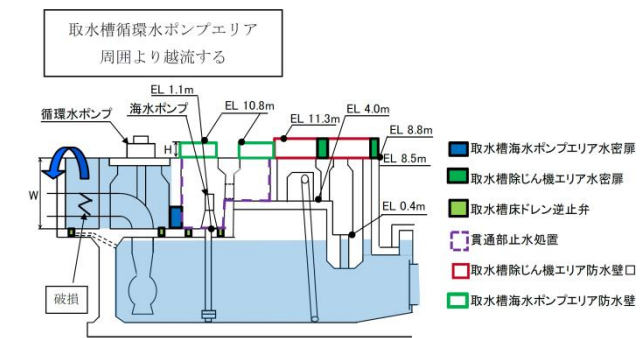 取水槽循環水ポンプエリア
周囲より越流する
EL 1.1m
循環水ポンプ
海水ポンプ
EL 10.8m
EL 11.3m
EL 4.0m
EL 8.8m
EL 8.5m
H
W
EL 0.4m
破損
取水槽海水ポンプエリア水密扉
取水槽除じん機エリア水密扉
取水槽床ドレン逆止弁
貫通部止水処置
取水槽除じん機エリア防水壁口
取水槽海水ポンプエリア防水壁